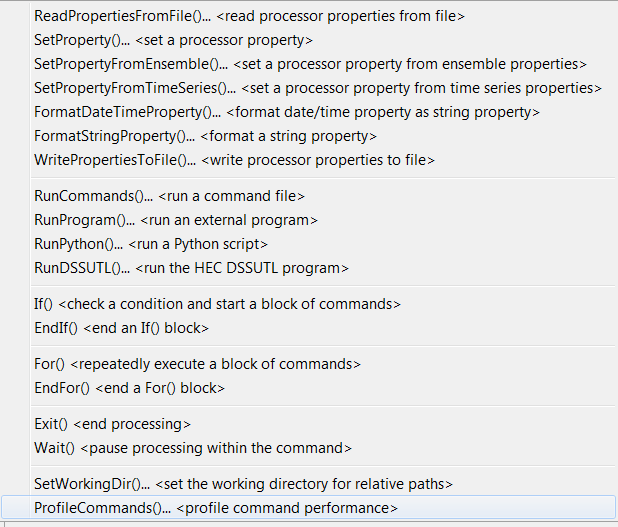 ReadPropertiesFromFile()... <read processor properties from file>
SetProperty()... <set a processor property>
SetPropertyFromEnsemble()... <set a processor property from ensemble properties>
SetPropertyFromTimeSeries()... <set a processor property from time series properties>
FormatDateTimeProperty()... <format date/time property as string property>
FormatStringProperty()... <format a string property>
WritePropertiesToFile()... <write processor properties to file>
RunCommands()... <run a command file>
RunProgram()... <run an external program>
RunPython()... <run a Python script>
RunDSSUTL()... <run the HEC DSSUTL program>
If() <check a condition and start a block of commands>
EndIf() <end an If() block>
For() <repeatedly execute a block of commands>
EndFor() <end a For() block>
Exit() <end processing>
Wait() <pause processing within the command>
SetWorkingDir()... <set the working directory for relative paths>
ProfileCommands()... <profile command performance>